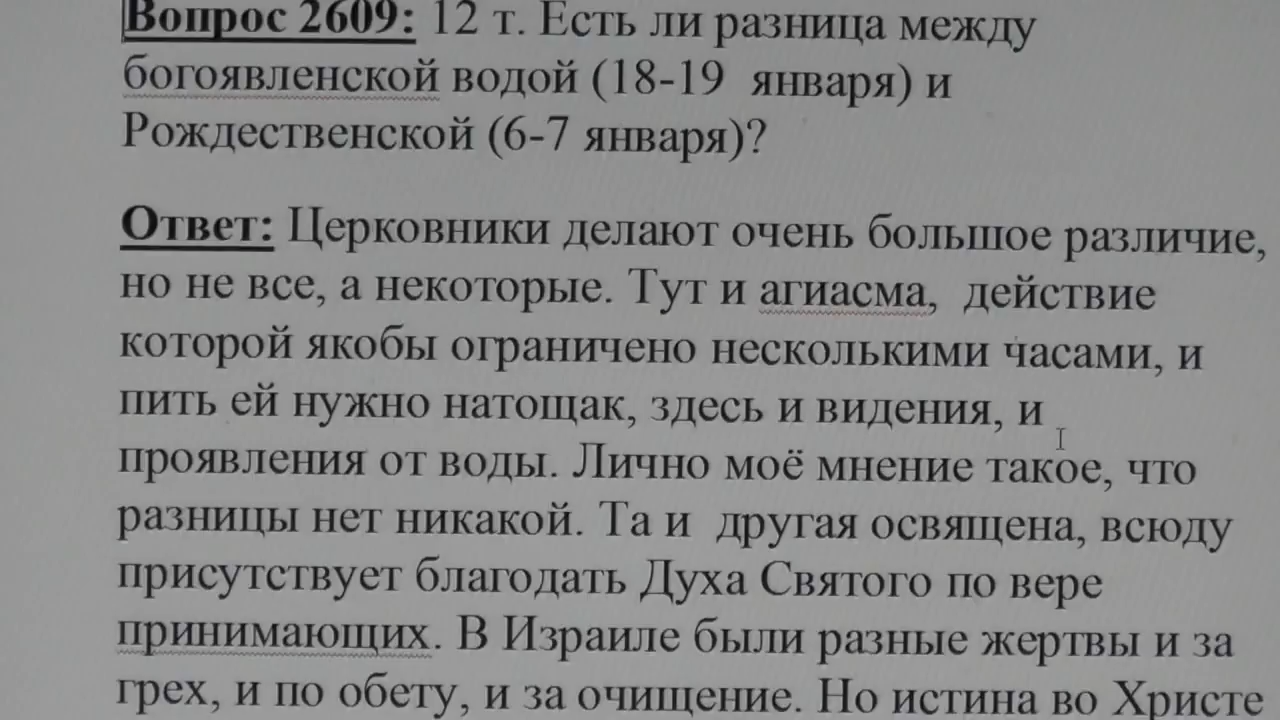 Вопрос 2609: 12 т. Есть ли разница между
богоявленской водой (18-19 января) и
Рождественской (6-7 января)?
Ответ: Церковники делают очень большое различие,
но не все, а некоторые. Тут и агиасма, действие
которой якобы ограничено несколькими часами, и
пить ей нужно натощак, здесь и видения, и
проявления от воды. Лично моё мнение такое, что
разницы нет никакой. Та и другая освящена, всюду
присутствует благодать Духа Святого по вере
принимающих. В Израиле были разные жертвы и за
грех, и по обету, и за очищение. Но истина во Христе